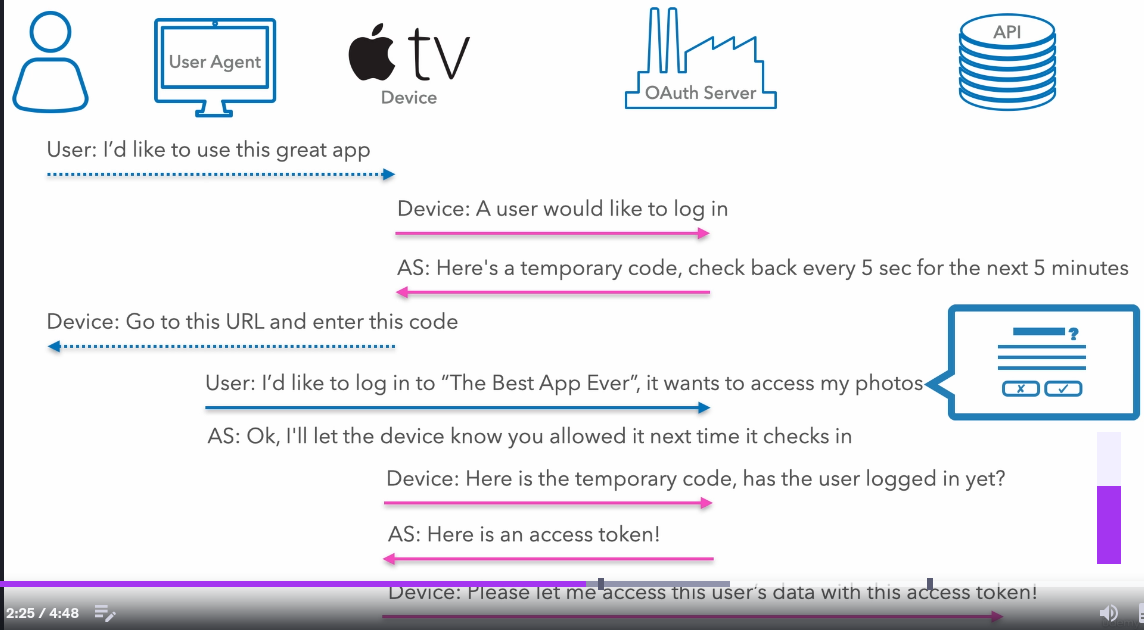 User Agent
tv
Device
OAuth Server
API
User: I’d like to use this great app
Device: A user would like to log in
AS: Here's a temporary code, check back every 5 sec for the next 5 minutes
Device: Go to this URL and enter this code
?
User: I’d like to log in to “The Best App Ever”, it wants to access my photos
✗ ✓
AS: Ok, I'll let the device know you allowed it next time it checks in
Device: Here is the temporary code, has the user logged in yet?
AS: Here is an access token!
Device: Please let me access this user's data with this access token!
2:25 / 4:48